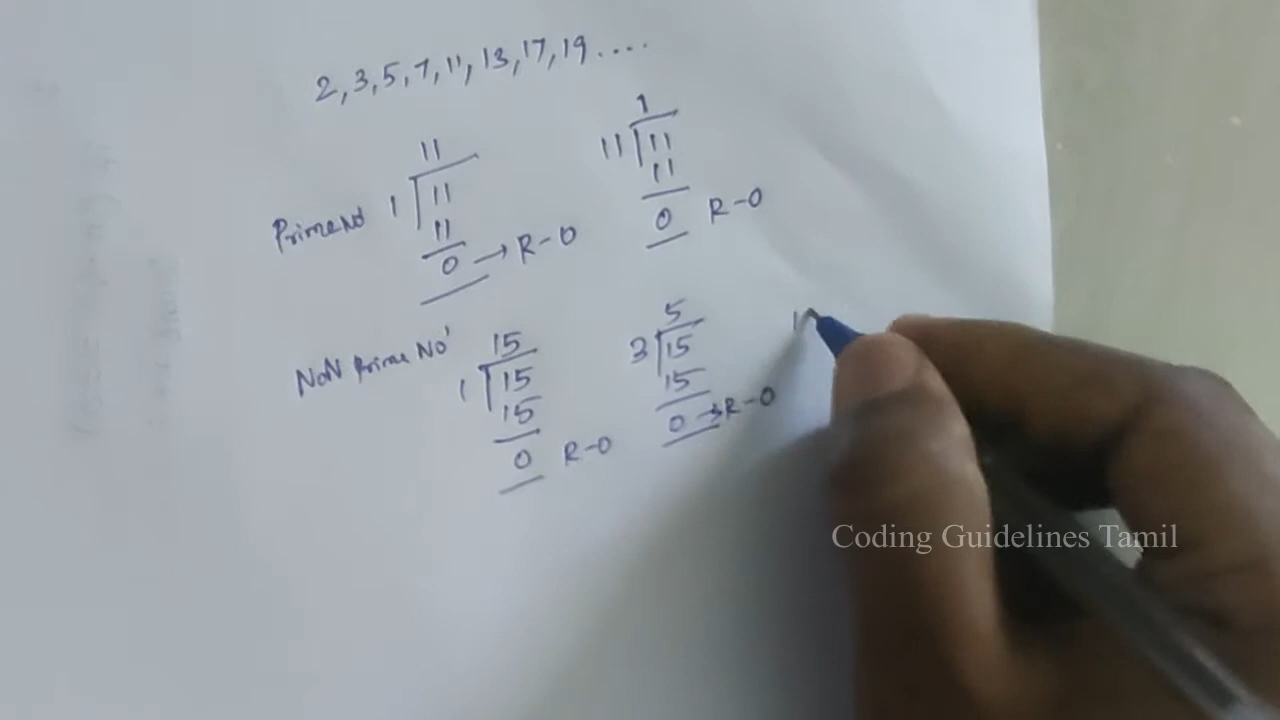 2, 3, 5, 7, 11, 13, 17, 19 ....
11
1 11
11
0 → R - 0
Prime No
1
11 11
11
0 R - 0
NoN Prime No'
15
1 15
15
0 R - 0
5
3 15
15
0 → R - 0
Coding Guidelines Tamil